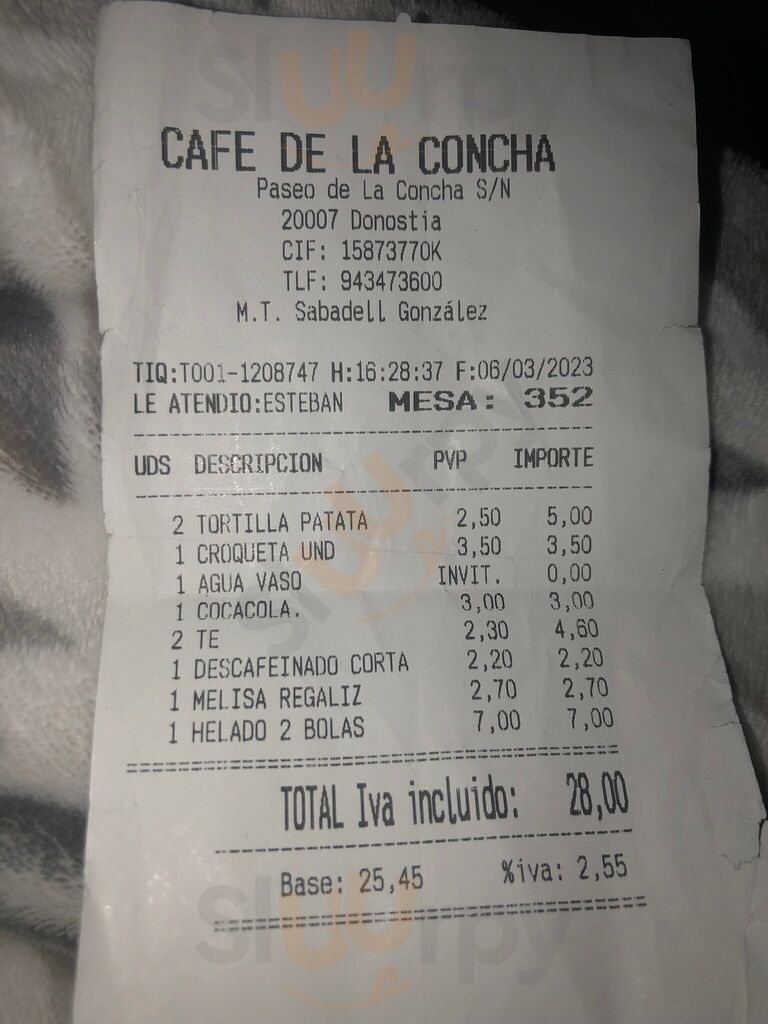 Sluurpy
CAFE DE LA CONCHA
Paseo de La Concha S/N
20007 Donostia
CIF: 15873770K
TLF: 943473600
M.T. Sabadell González
TIQ:T001-1208747 H:16:28:37 F:06/03/2023
LE ATENDIO:ESTEBAN MESA: 352
UDS DESCRIPCION PVP IMPORTE
2 TORTILLA PATATA 2,50 5,00
1 CROQUETA UND 3,50 3,50
1 AGUA VASO INVIT. 0,00
1 COCACOLA. 3,00 3,00
2 TE 2,30 4,60
1 DESCAFEINADO CORTA 2,20 2,20
1 MELISA REGALIZ 2,70 2,70
1 HELADO 2 BOLAS 7,00 7,00
TOTAL Iva incluido: 28,00
Base: 25,45 %iva: 2,55
Sluurpy